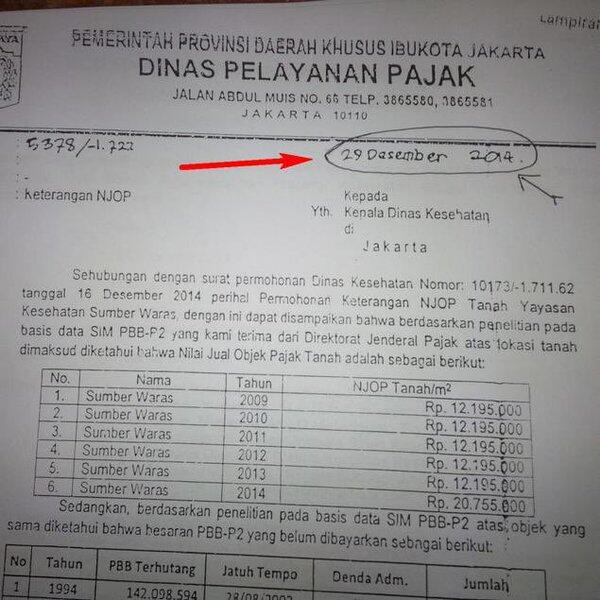 Lampiran
PEMERINTAH PROVINSI DAERAH KHUSUS IBUKOTA JAKARTA
DINAS PELAYANAN PAJAK
JALAN ABDUL MUIS NO. 66 TELP. 3865580, 3865581
JAKARTA 10110
: 5378/-1.722
29 Desember 2014.
:
: -
: Keterangan NJOP
Kepada
Yth. Kepala Dinas Kesehatan
di
Jakarta
Sehubungan dengan surat permohonan Dinas Kesehatan Nomor: 10173/-1.711.62
tanggal 16 Desember 2014 perihal Permohonan Keterangan NJOP Tanah Yayasan
Kesehatan Sumber Waras, dengan ini dapat disampaikan bahwa berdasarkan penelitian pada
basis data SIM PBB-P2 yang kami terima dari Direktorat Jenderal Pajak atas lokasi tanah
dimaksud diketahui bahwa Nilai Jual Objek Pajak Tanah adalah sebagai berikut:
No. Nama Tahun NJOP Tanah/m²
1. Sumber Waras 2009 Rp. 12.195.000
2. Sumber Waras 2010 Rp. 12.195.000
3. Sumber Waras 2011 Rp. 12.195.000
4. Sumber Waras 2012 Rp. 12.195.000
5. Sumber Waras 2013 Rp. 12.195.000
6. Sumber Waras 2014 Rp. 20.755.000
Sedangkan, berdasarkan penelitian pada basis data SIM PBB-P2 atas objek yang
sama diketahui bahwa besaran PBB-P2 yang belum dibayarkan sebagai berikut:
No Tahun PBB Terhutang Jatuh Tempo Denda Adm. Jumlah
1 1994 142.098.594